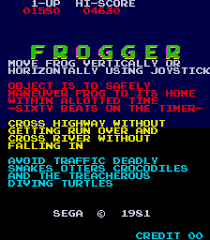 1-UP HI-SCORE
01580 04630
FROGGER
MOVE FROG VERTICALLY OR
HORIZONTALLY USING JOYSTICK
OBJECT IS TO SAFELY
MANEUVER FROG TO ITS HOME
WITHIN ALLOTTED TIME
-SIXTY BEATS ON THE TIMER-
CROSS HIGHWAY WITHOUT
GETTING RUN OVER AND
CROSS RIVER WITHOUT
FALLING IN
AVOID TRAFFIC DEADLY
SNAKES OTTERS CROCODILES
AND THE TREACHEROUS
DIVING TURTLES
SEGA © 1981
CREDIT 00